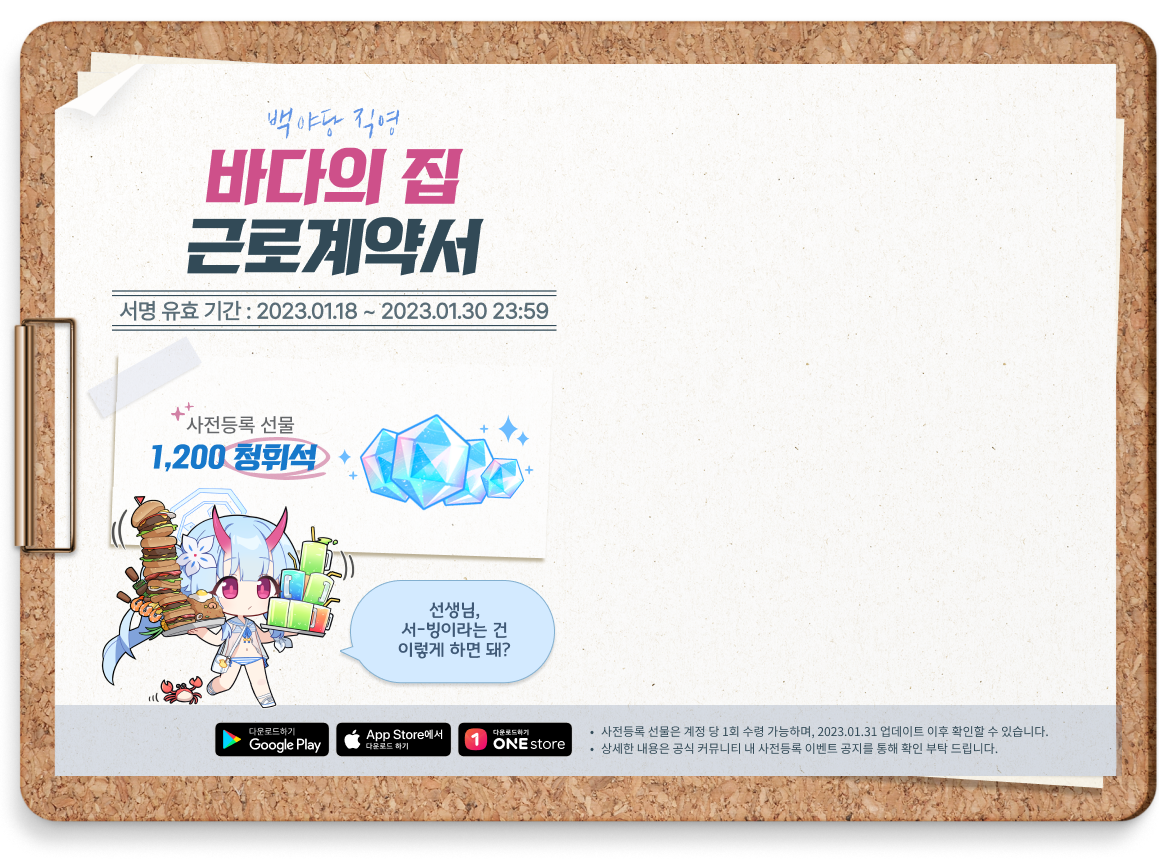 백야당 직영
바다의 집
근로계약서
서명 유효 기간 : 2023.01.18 ~ 2023.01.30 23:59
사전등록 선물
1,200 청휘석
선생님,
서-빙이라는 건
이렇게 하면 돼?
다운로드하기
Google Play
App Store에서
다운로드 하기
1
다운로드하기
ONE store
• 사전등록 선물은 계정 당 1회 수령 가능하며, 2023.01.31 업데이트 이후 확인할 수 있습니다.
• 상세한 내용은 공식 커뮤니티 내 사전등록 이벤트 공지를 통해 확인 부탁 드립니다.